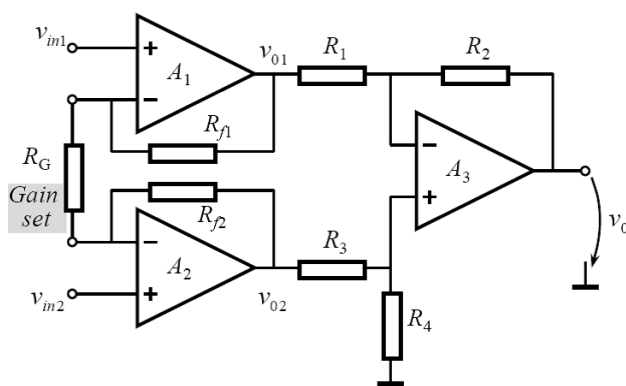 v_in1
+
A_1
−
v_01
R_1
R_2
R_f1
R_G
Gain
set
R_f2
−
A_2
+
v_in2
v_02
R_3
−
A_3
+
R_4
v_0